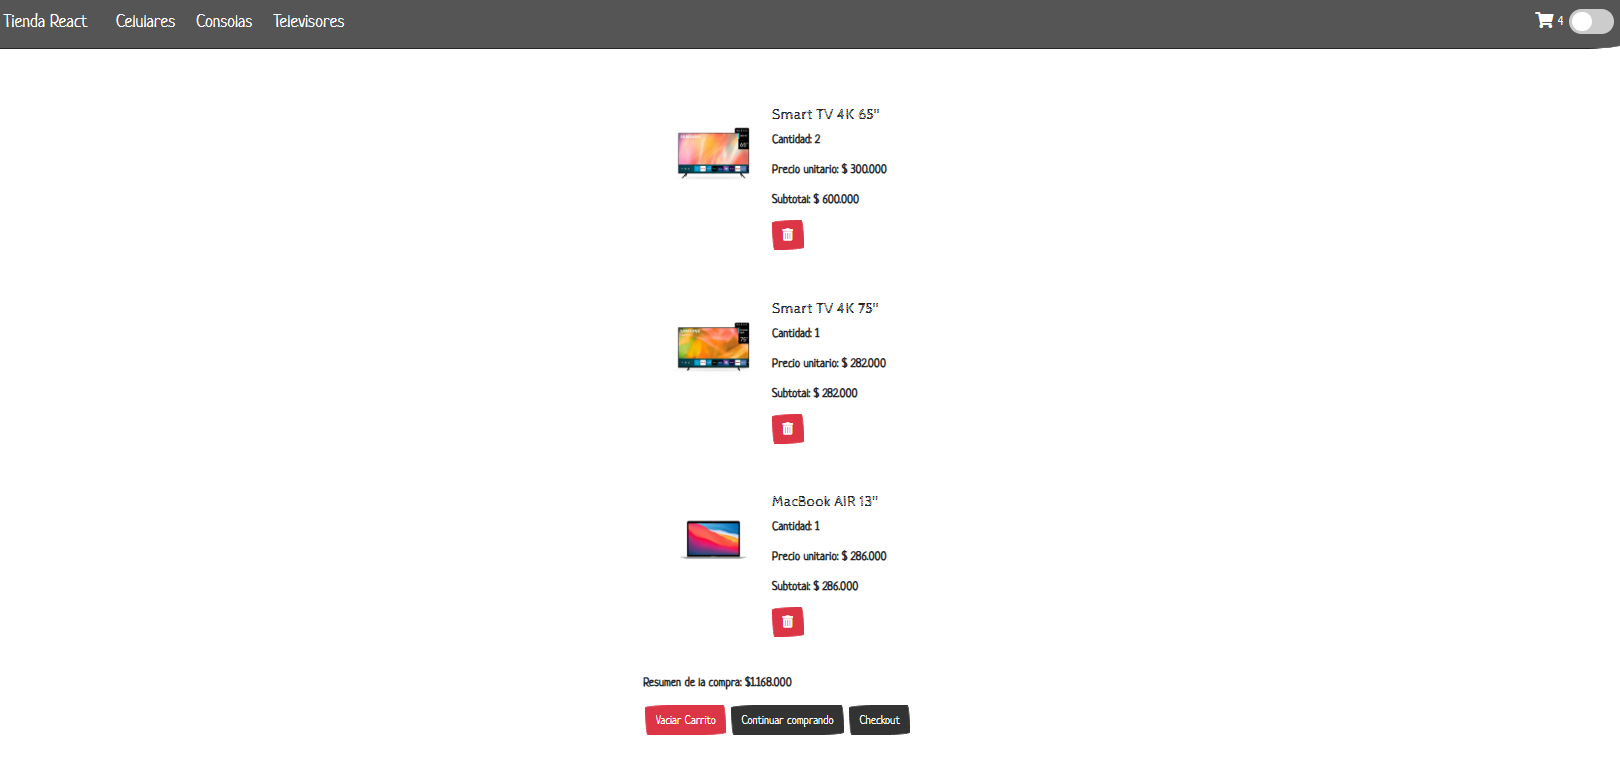 Tienda React Celulares Consolas Televisores 4
Smart TV 4K 65"
Cantidad: 2
Precio unitario: $ 300.000
Subtotal: $ 600.000
Smart TV 4K 75"
Cantidad: 1
Precio unitario: $ 282.000
Subtotal: $ 282.000
MacBook AIR 13"
Cantidad: 1
Precio unitario: $ 286.000
Subtotal: $ 286.000
Resumen de la compra: $1.168.000
Vaciar Carrito Continuar comprando Checkout